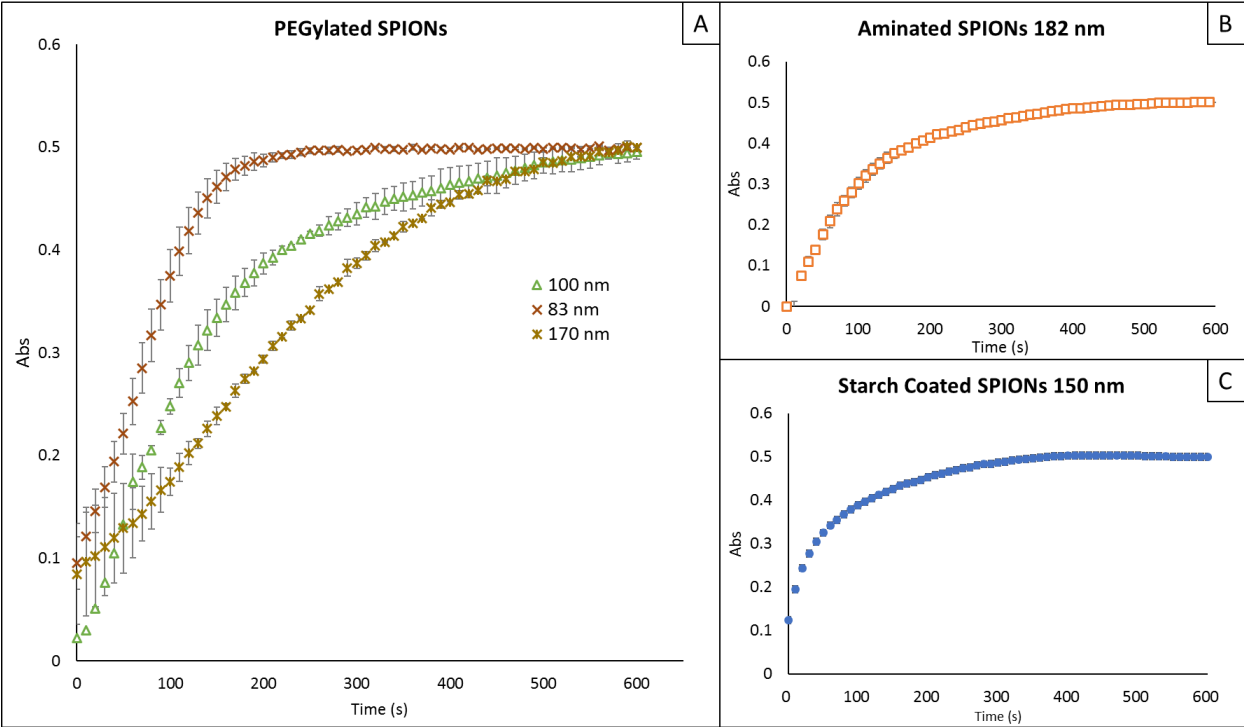 PEGylated SPIONs
A
0.6
0.5
0.4
0.3
0.2
0.1
0
Abs
100 nm
83 nm
170 nm
0 100 200 300 400 500 600
Time (s)
Aminated SPIONs 182 nm
B
0.6
0.5
0.4
0.3
0.2
0.1
0
Abs
0 100 200 300 400 500 600
Time (s)
Starch Coated SPIONs 150 nm
C
0.6
0.5
0.4
0.3
0.2
0.1
0
Abs
0 100 200 300 400 500 600
Time (s)